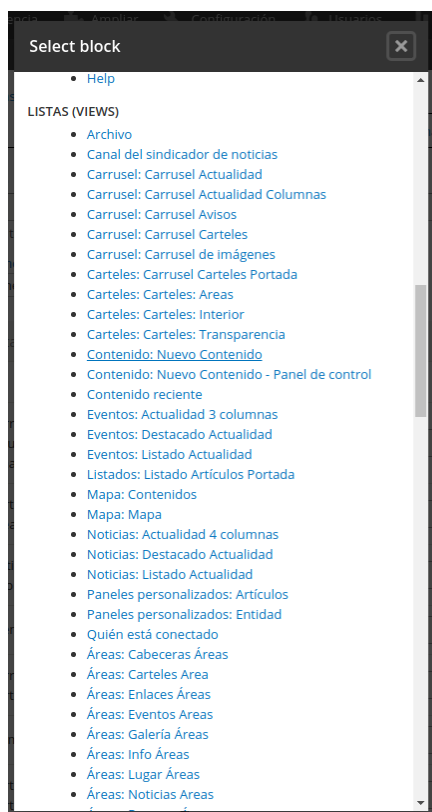 Ampliar
Configuración
Usuarios
Select block
Help
LISTAS (VIEWS)
Archivo
Canal del sindicador de noticias
Carrusel: Carrusel Actualidad
Carrusel: Carrusel Actualidad Columnas
Carrusel: Carrusel Avisos
Carrusel: Carrusel Carteles
Carrusel: Carrusel de imágenes
Carteles: Carrusel Carteles Portada
Carteles: Carteles: Areas
Carteles: Carteles: Interior
Carteles: Carteles: Transparencia
Contenido: Nuevo Contenido
Contenido: Nuevo Contenido - Panel de control
Contenido reciente
Eventos: Actualidad 3 columnas
Eventos: Destacado Actualidad
Eventos: Listado Actualidad
Listados: Listado Artículos Portada
Mapa: Contenidos
Mapa: Mapa
Noticias: Actualidad 4 columnas
Noticias: Destacado Actualidad
Noticias: Listado Actualidad
Paneles personalizados: Artículos
Paneles personalizados: Entidad
Quién está conectado
Áreas: Cabeceras Áreas
Áreas: Carteles Area
Áreas: Enlaces Áreas
Áreas: Eventos Areas
Áreas: Galería Áreas
Áreas: Info Áreas
Áreas: Lugar Áreas
Áreas: Noticias Areas